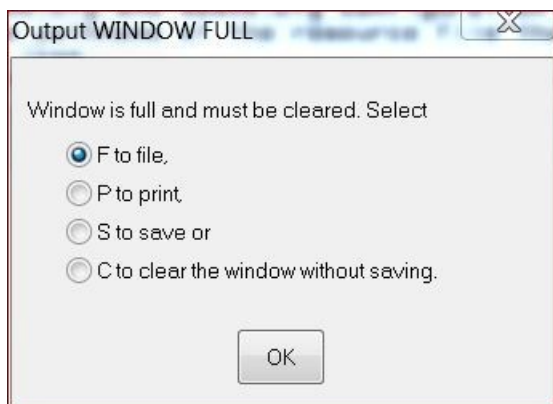 Output WINDOW FULL
Window is full and must be cleared. Select
F to file,
P to print,
S to save or
C to clear the window without saving.
OK